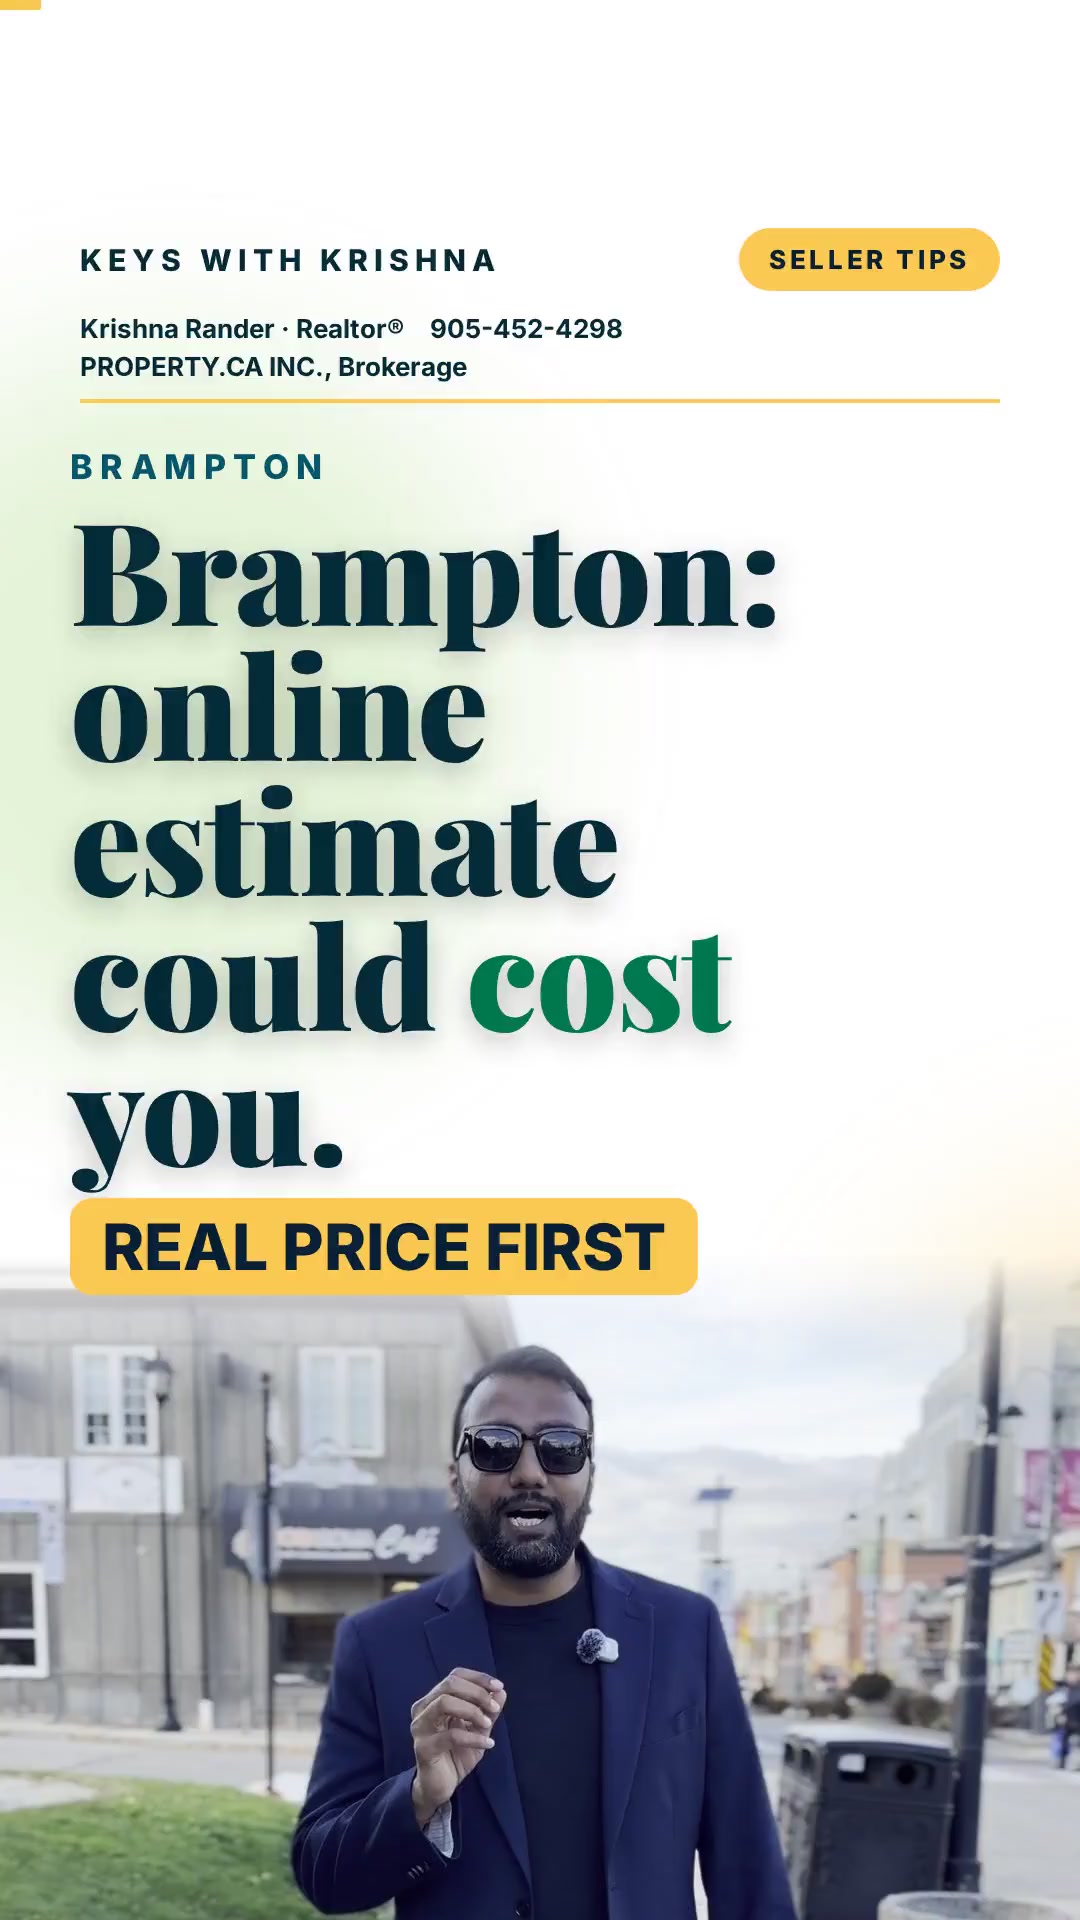 KEYS WITH KRISHNA
SELLER TIPS
Krishna Rander · Realtor® 905-452-4298
PROPERTY.CA INC., Brokerage
BRAMPTON
Brampton:
online
estimate
could cost
you.
REAL PRICE FIRST
Café